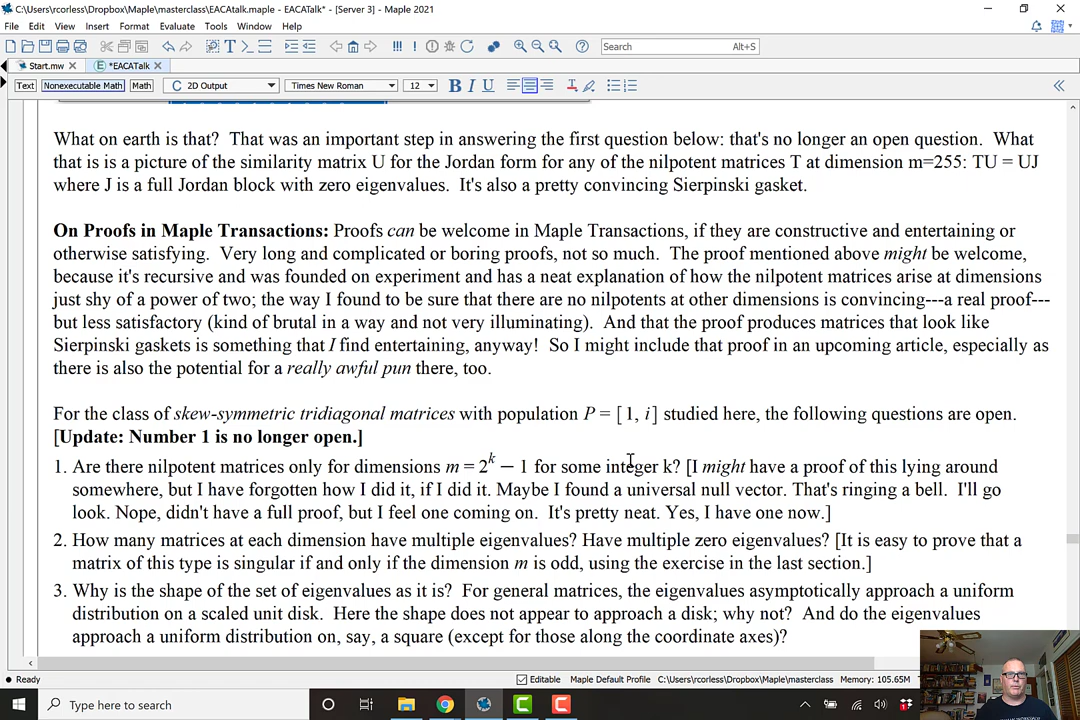 C:\Users\rcorless\Dropbox\Maple\masterclass\EACAtalk.maple - EACATalk* - [Server 3] - Maple 2021
File Edit View Insert Format Evaluate Tools Window Help
Search Alt+S
Start.mw *EACATalk
Text Nonexecutable Math Math C 2D Output Times New Roman 12 B I U
What on earth is that? That was an important step in answering the first question below: that's no longer an open question. What
that is is a picture of the similarity matrix U for the Jordan form for any of the nilpotent matrices T at dimension m=255: TU = UJ
where J is a full Jordan block with zero eigenvalues. It's also a pretty convincing Sierpinski gasket.
On Proofs in Maple Transactions: Proofs can be welcome in Maple Transactions, if they are constructive and entertaining or
otherwise satisfying. Very long and complicated or boring proofs, not so much. The proof mentioned above might be welcome,
because it's recursive and was founded on experiment and has a neat explanation of how the nilpotent matrices arise at dimensions
just shy of a power of two; the way I found to be sure that there are no nilpotents at other dimensions is convincing---a real proof---
but less satisfactory (kind of brutal in a way and not very illuminating). And that the proof produces matrices that look like
Sierpinski gaskets is something that I find entertaining, anyway! So I might include that proof in an upcoming article, especially as
there is also the potential for a really awful pun there, too.
For the class of skew-symmetric tridiagonal matrices with population P = [1, i] studied here, the following questions are open.
[Update: Number 1 is no longer open.]
1. Are there nilpotent matrices only for dimensions m = 2^k − 1 for some integer k? [I might have a proof of this lying around
somewhere, but I have forgotten how I did it, if I did it. Maybe I found a universal null vector. That's ringing a bell. I'll go
look. Nope, didn't have a full proof, but I feel one coming on. It's pretty neat. Yes, I have one now.]
2. How many matrices at each dimension have multiple eigenvalues? Have multiple zero eigenvalues? [It is easy to prove that a
matrix of this type is singular if and only if the dimension m is odd, using the exercise in the last section.]
3. Why is the shape of the set of eigenvalues as it is? For general matrices, the eigenvalues asymptotically approach a uniform
distribution on a scaled unit disk. Here the shape does not appear to approach a disk; why not? And do the eigenvalues
approach a uniform distribution on, say, a square (except for those along the coordinate axes)?
Ready Editable Maple Default Profile C:\Users\rcorless\Dropbox\Maple\masterclass Memory: 105.65M
Type here to search